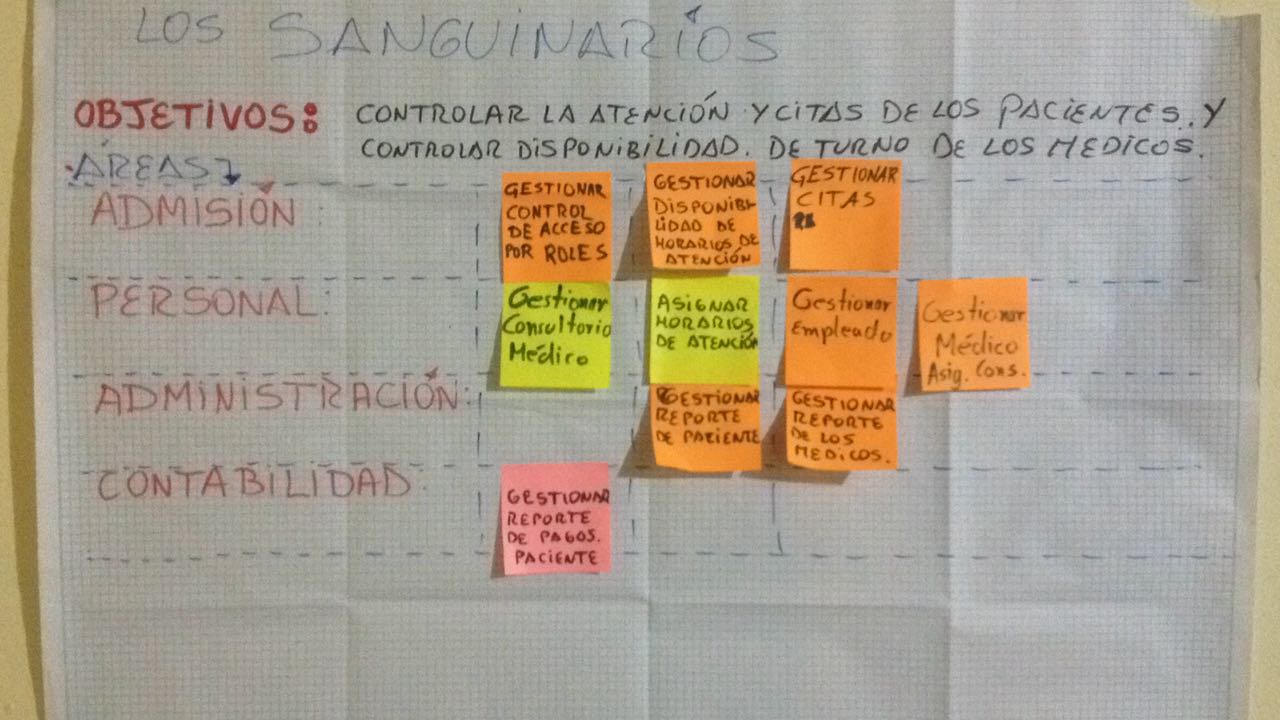 LOS SANGUINARIOS
OBJETIVOS: CONTROLAR LA ATENCIÓN Y CITAS DE LOS PACIENTES. Y
CONTROLAR DISPONIBILIDAD. DE TURNO DE LOS MEDICOS.
ÁREAS
ADMISIÓN:
GESTIONAR
CONTROL
DE ACCESO
POR ROLES
GESTIONAR
DISPONIBI-
LIDAD DE
HORARIOS DE
ATENCIÓN
GESTIONAR
CITAS
PERSONAL:
Gestionar
Consultorio
Médico
ASIGNAR
HORARIOS
DE ATENCIÓN
Gestionar
Empleado
Gestionar
Médico
Asig. Cons.
ADMINISTRACIÓN:
GESTIONAR
REPORTE
DE PACIENTE
GESTIONAR
REPORTE
DE LOS
MEDICOS.
CONTABILIDAD:
GESTIONAR
REPORTE
DE PAGOS.
PACIENTE